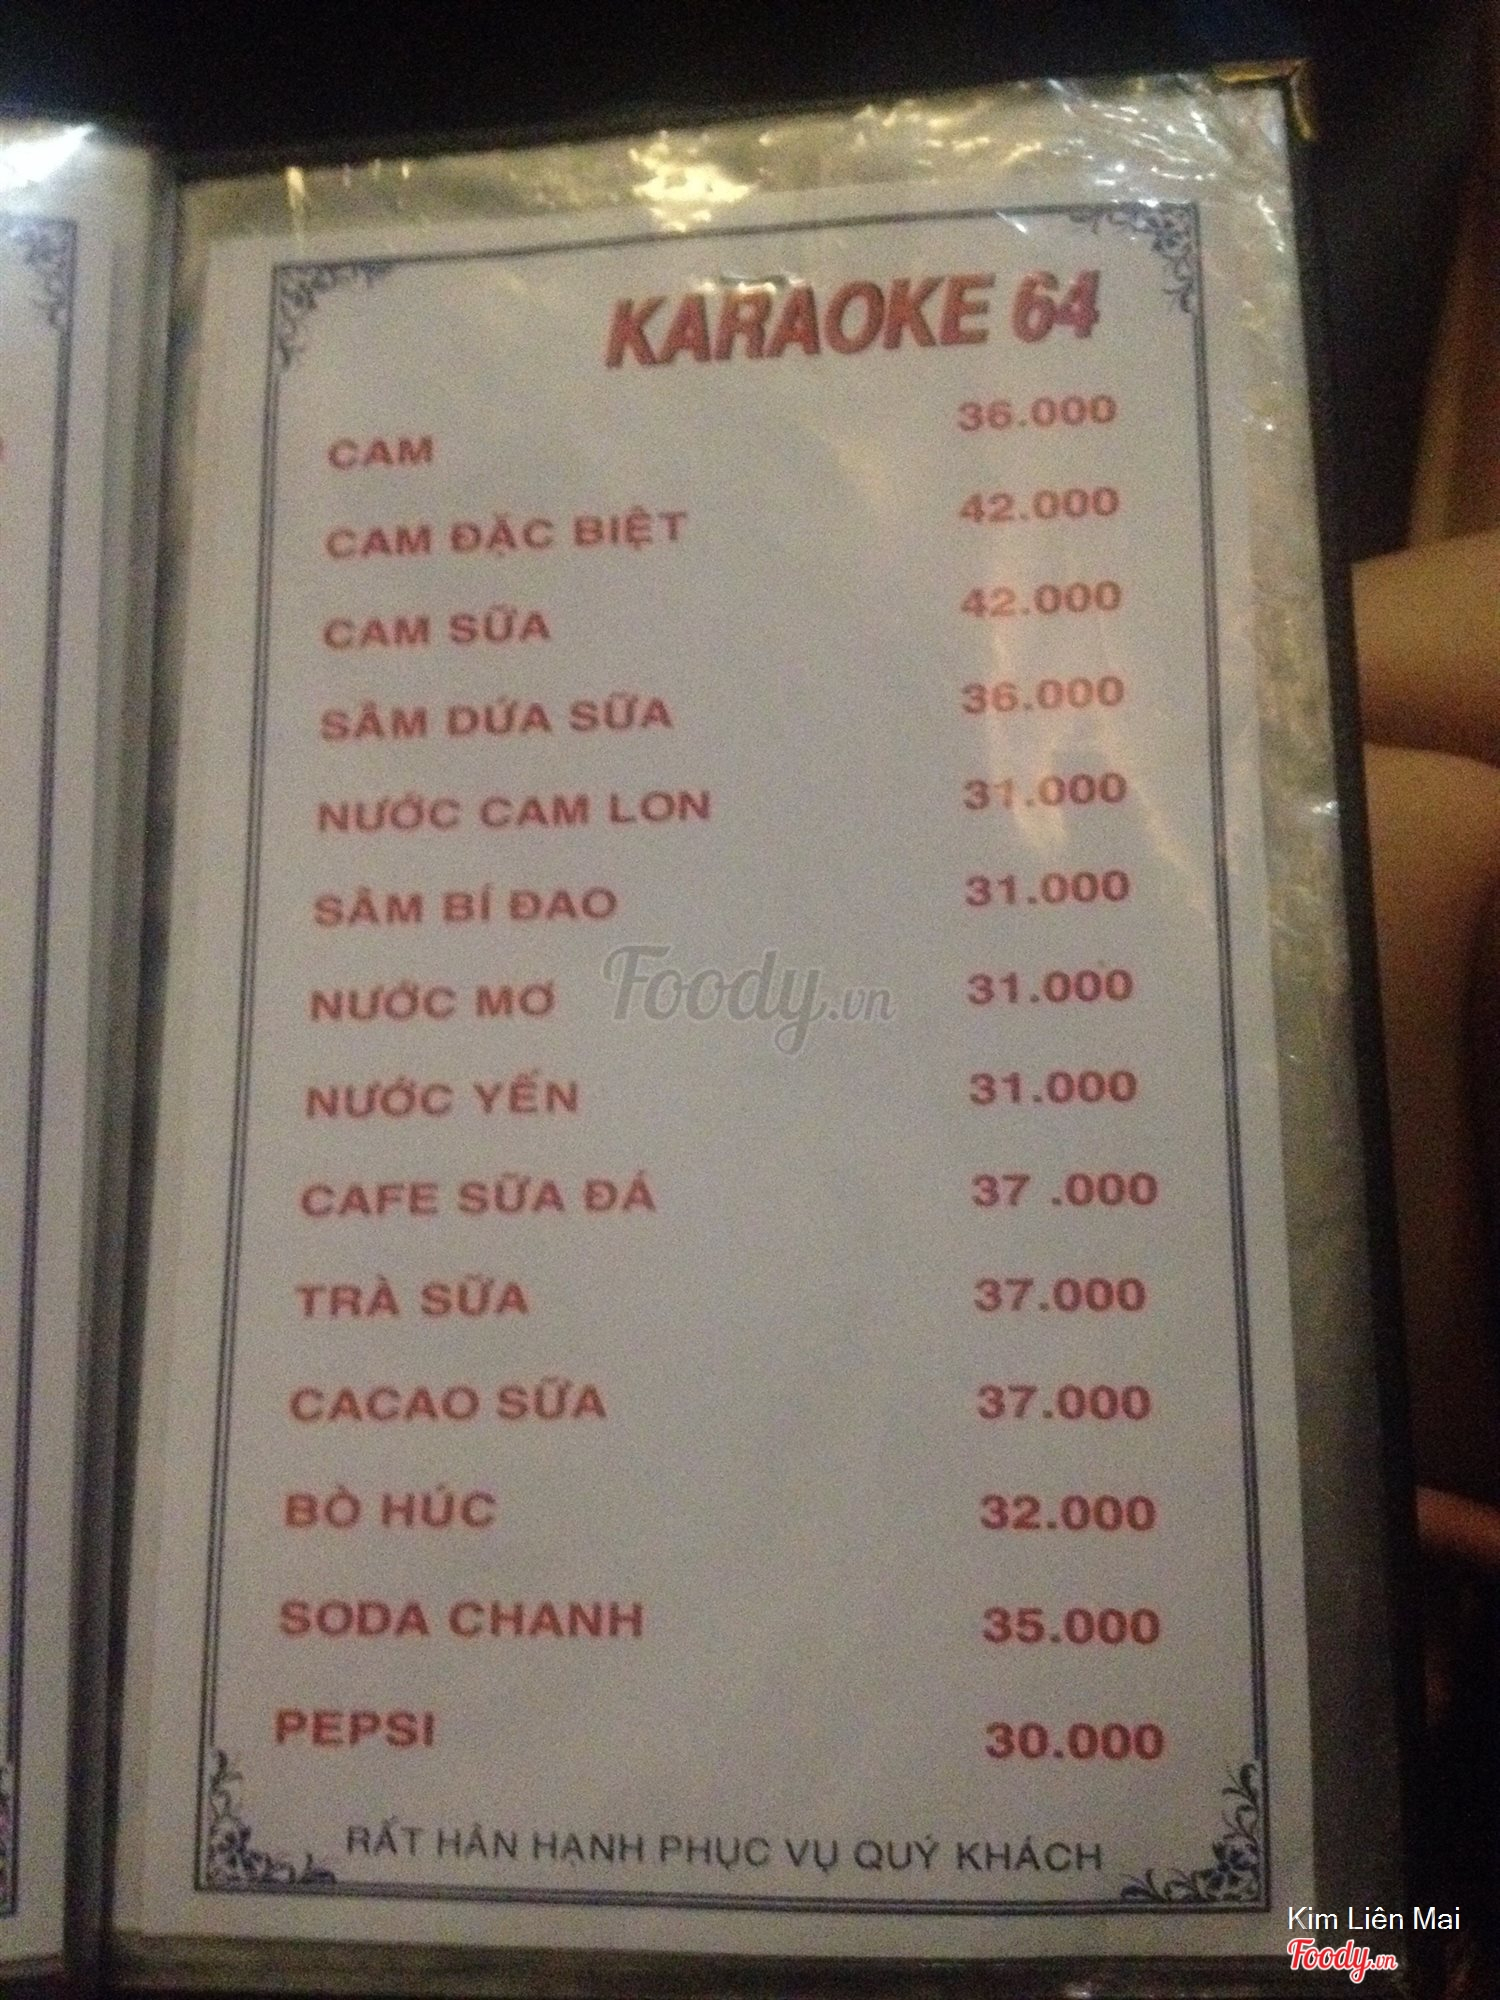 KARAOKE 64
CAM 36.000
CAM ĐẶC BIỆT 42.000
CAM SỮA 42.000
SÂM DỨA SỮA 36.000
NƯỚC CAM LON 31.000
SÂM BÍ ĐAO 31.000
NƯỚC MƠ 31.000
NƯỚC YẾN 31.000
CAFE SỮA ĐÁ 37 .000
TRÀ SỮA 37.000
CACAO SỮA 37.000
BÒ HÚC 32.000
SODA CHANH 35.000
PEPSI 30.000
RẤT HÂN HẠNH PHỤC VỤ QUÝ KHÁCH
Foody.vn
Kim Liên Mai
Foody.vn